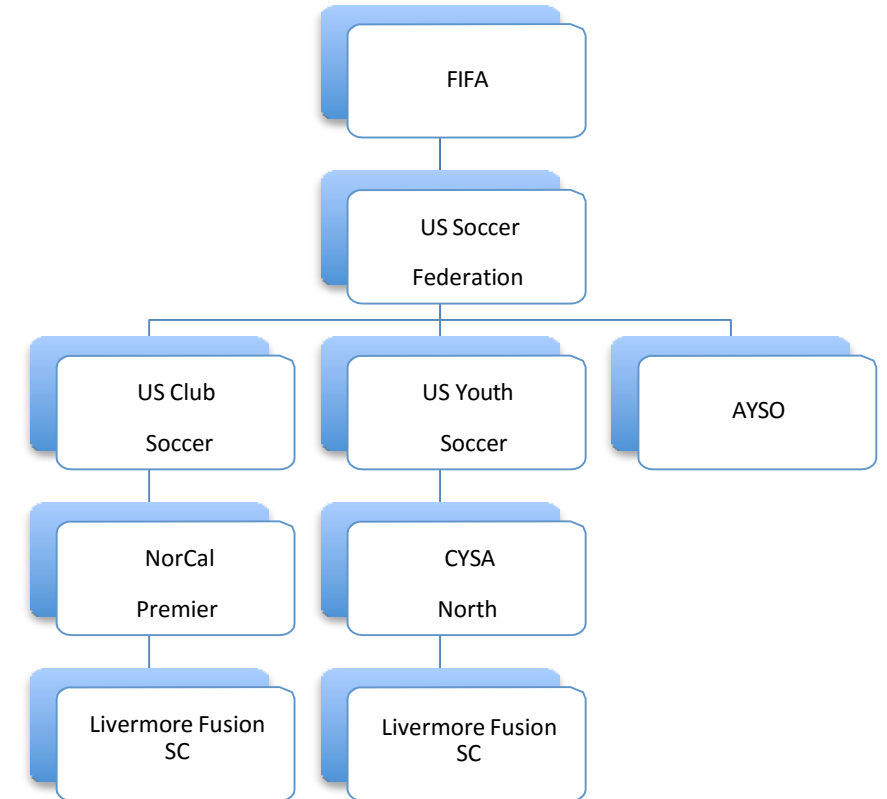 FIFA
US Soccer
Federation
US Club
Soccer
US Youth
Soccer
AYSO
NorCal
Premier
CYSA
North
Livermore Fusion
SC
Livermore Fusion
SC